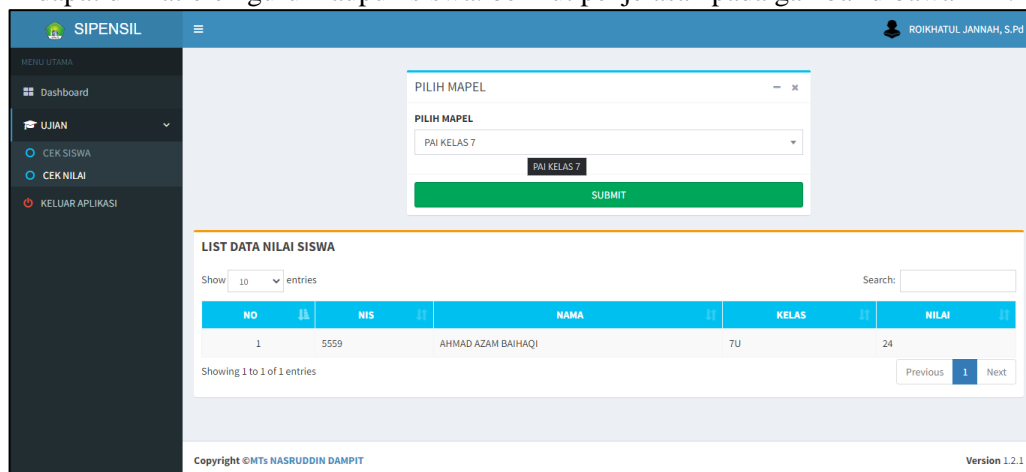 SIPENSIL
ROIKHATUL JANNAH, S.Pd
MENU UTAMA
Dashboard
UJIAN
CEK SISWA
CEK NILAI
KELUAR APLIKASI
PILIH MAPEL
PILIH MAPEL
PAI KELAS 7
PAI KELAS 7
SUBMIT
LIST DATA NILAI SISWA
Show 10 entries
Search:
NO NIS NAMA KELAS NILAI
1 5559 AHMAD AZAM BAIHAQI 7U 24
Showing 1 to 1 of 1 entries
Previous 1 Next
Copyright ©MTs NASRUDDIN DAMPIT
Version 1.2.1